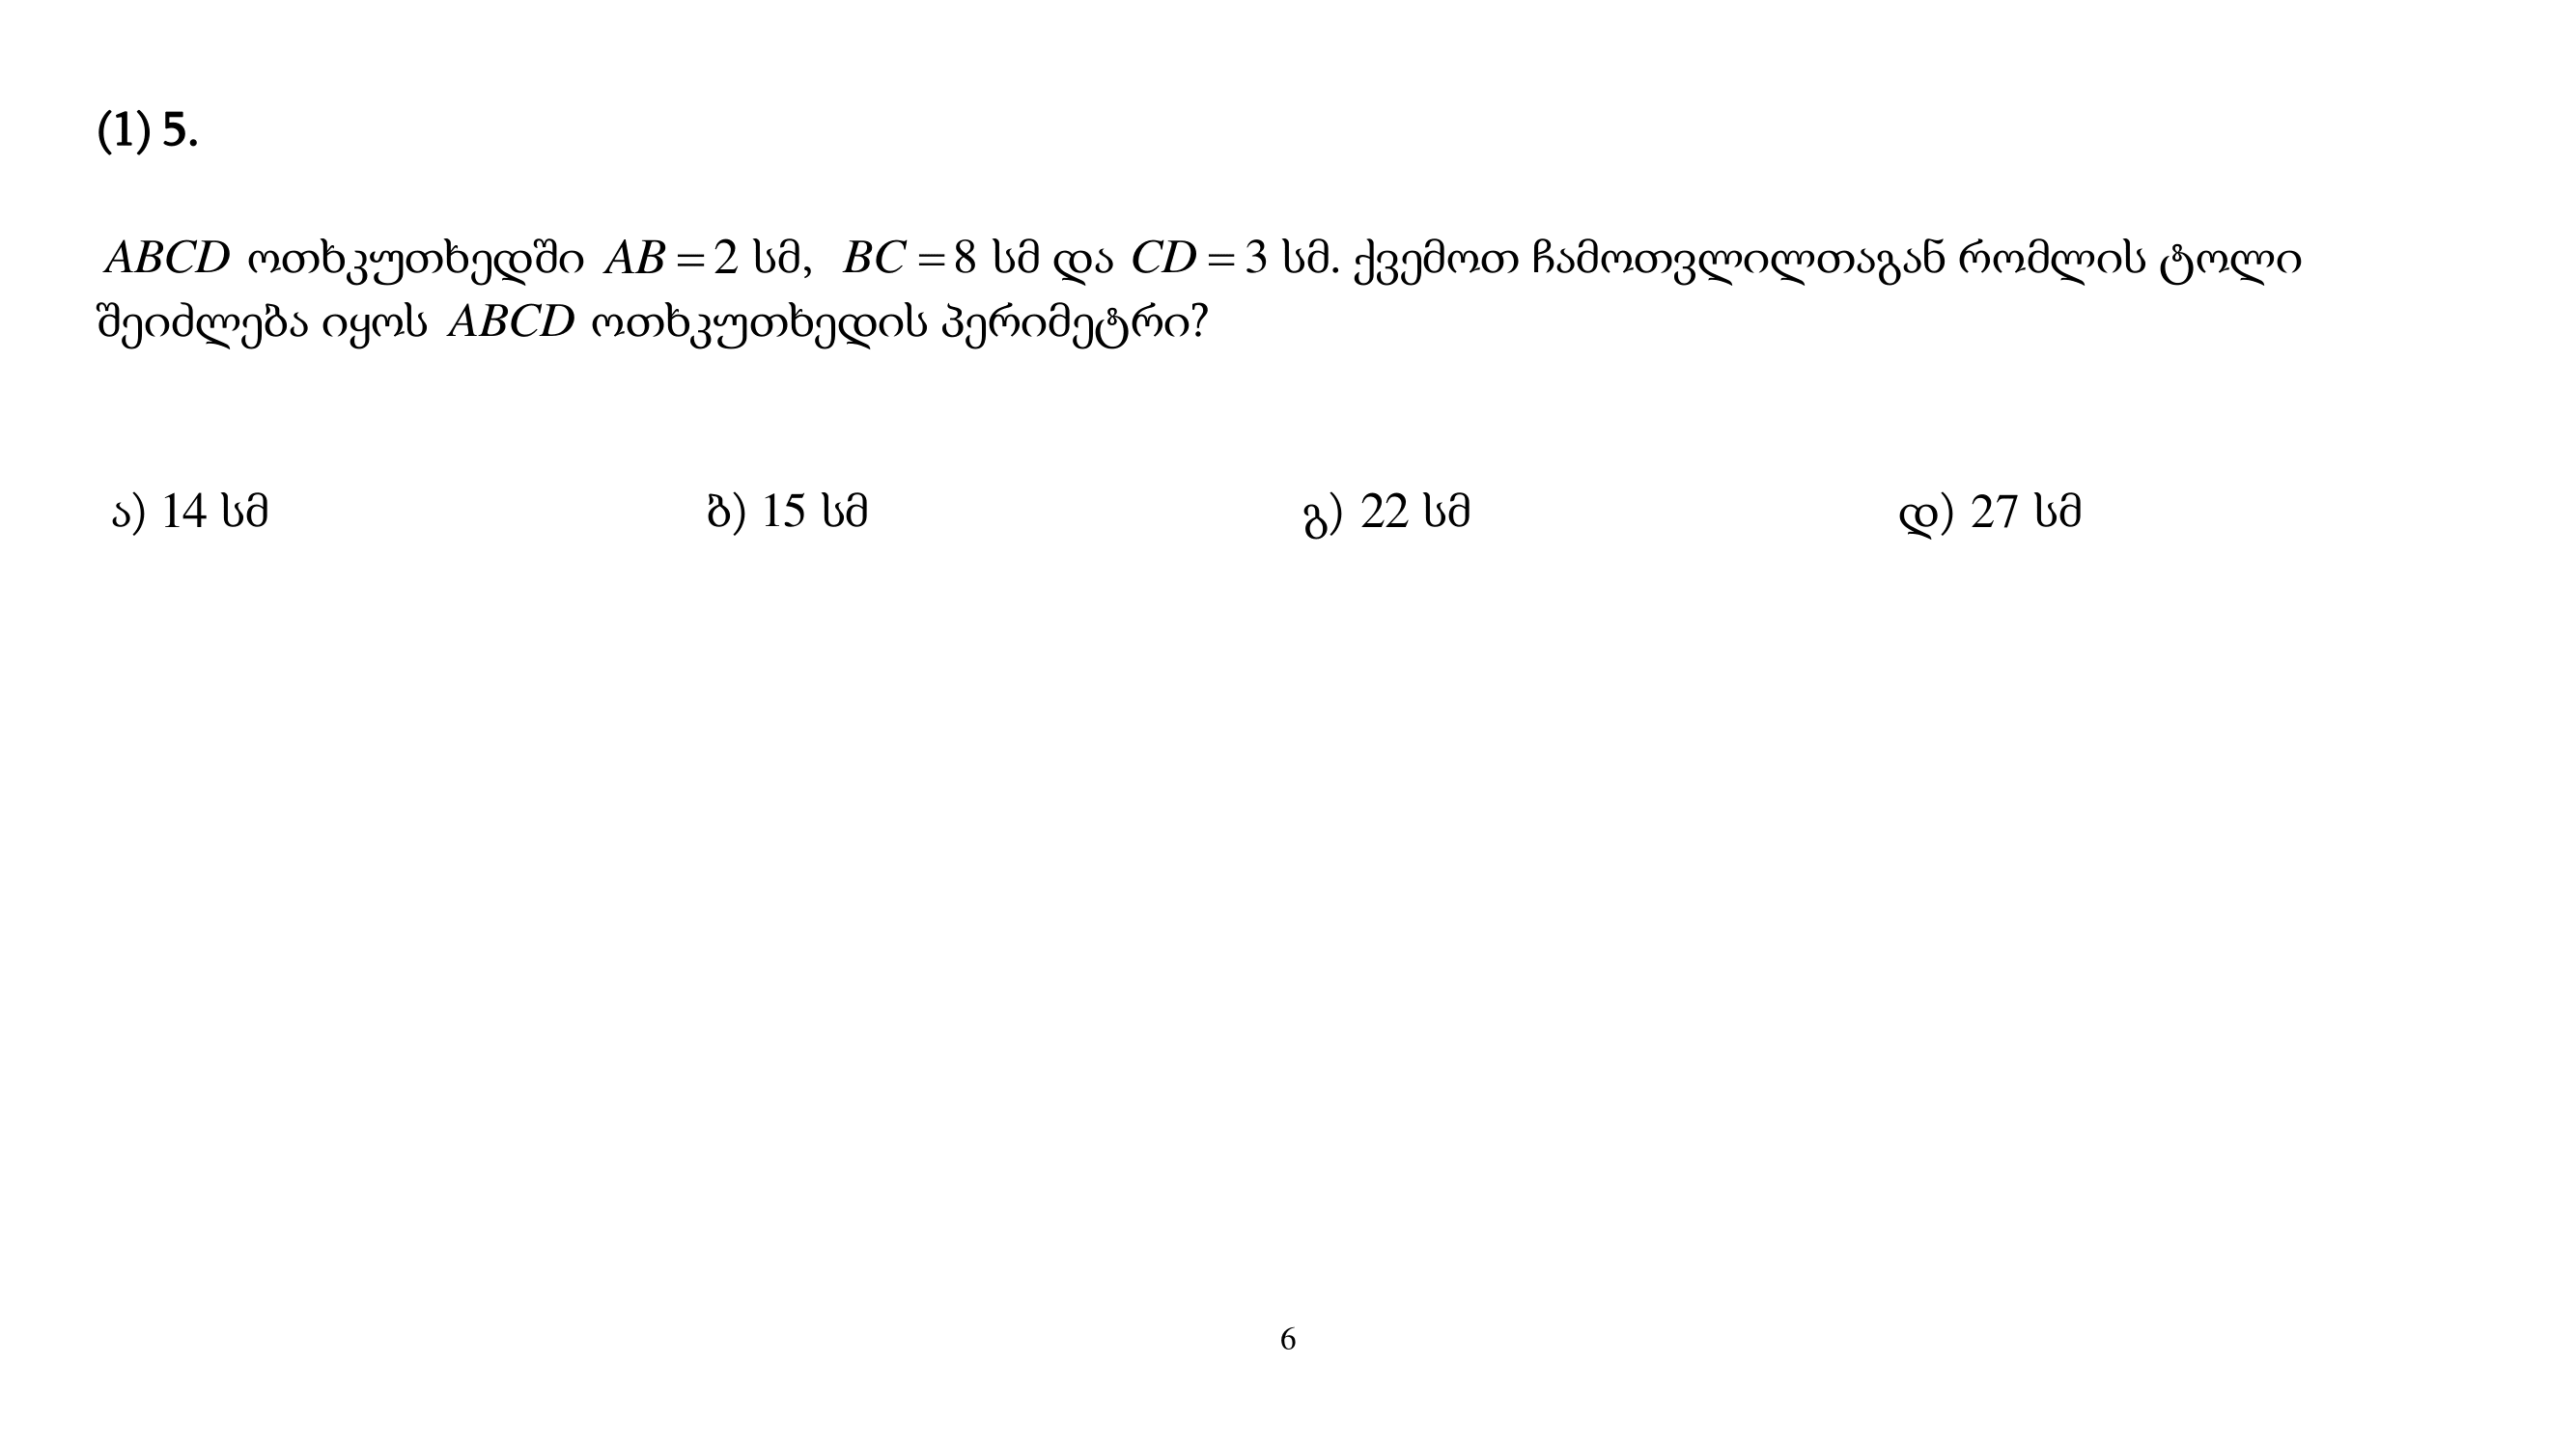 (1) 5.
ABCD ოთხკუთხედში AB = 2 სმ, BC = 8 სმ და CD = 3 სმ. ქვემოთ ჩამოთვლილთაგან რომლის ტოლი
შეიძლება იყოს ABCD ოთხკუთხედის პერიმეტრი?
ა) 14 სმ ბ) 15 სმ გ) 22 სმ დ) 27 სმ
6